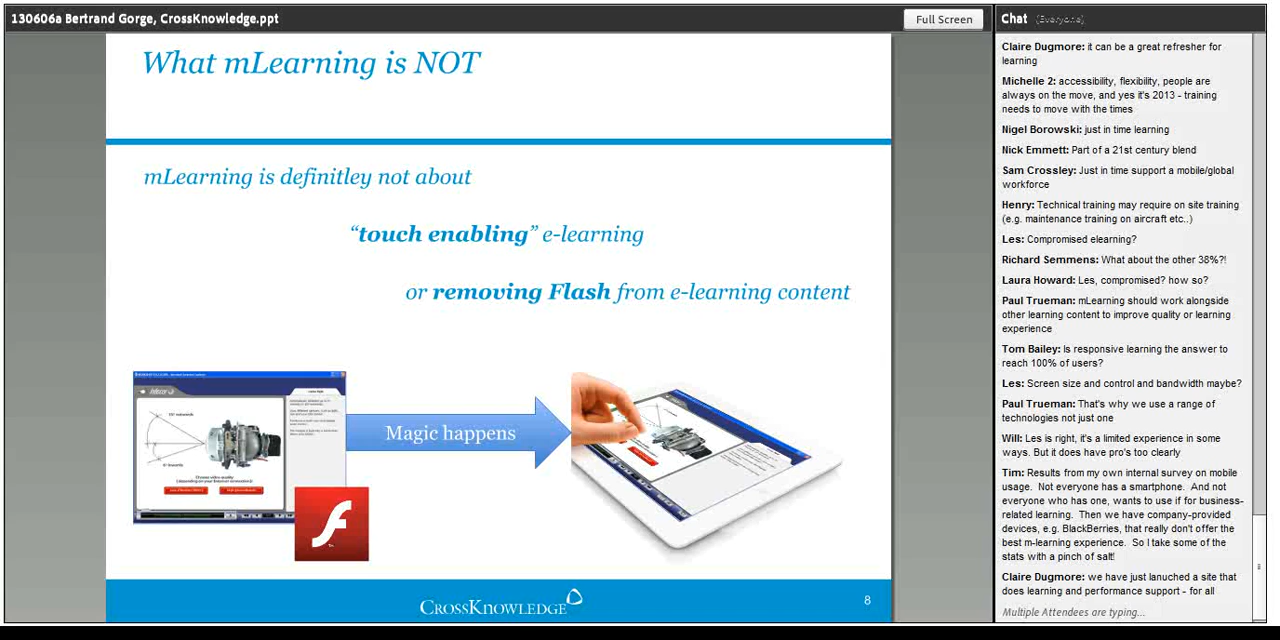 130606a Bertrand Gorge, CrossKnowledge.ppt
Full Screen
What mLearning is NOT
mLearning is definitley not about
“touch enabling” e-learning
or removing Flash from e-learning content
Magic happens
CROSSKNOWLEDGE
8
Chat (Everyone)
Claire Dugmore: it can be a great refresher for
learning
Michelle 2: accessibility, flexibility, people are
always on the move, and yes it's 2013 - training
needs to move with the times
Nigel Borowski: just in time learning
Nick Emmett: Part of a 21st century blend
Sam Crossley: Just in time support a mobile/global
workforce
Henry: Technical training may require on site training
(e.g. maintenance training on aircraft etc..)
Les: Compromised elearning?
Richard Semmens: What about the other 38%?!
Laura Howard: Les, compromised? how so?
Paul Trueman: mLearning should work alongside
other learning content to improve quality or learning
experience
Tom Bailey: Is responsive learning the answer to
reach 100% of users?
Les: Screen size and control and bandwidth maybe?
Paul Trueman: That's why we use a range of
technologies not just one
Will: Les is right, it's a limited experience in some
ways. But it does have pro's too clearly
Tim: Results from my own internal survey on mobile
usage. Not everyone has a smartphone. And not
everyone who has one, wants to use if for business-
related learning. Then we have company-provided
devices, e.g. BlackBerries, that really don't offer the
best m-learning experience. So I take some of the
stats with a pinch of salt!
Claire Dugmore: we have just lanuched a site that
does learning and performance support - for all
Multiple Attendees are typing...